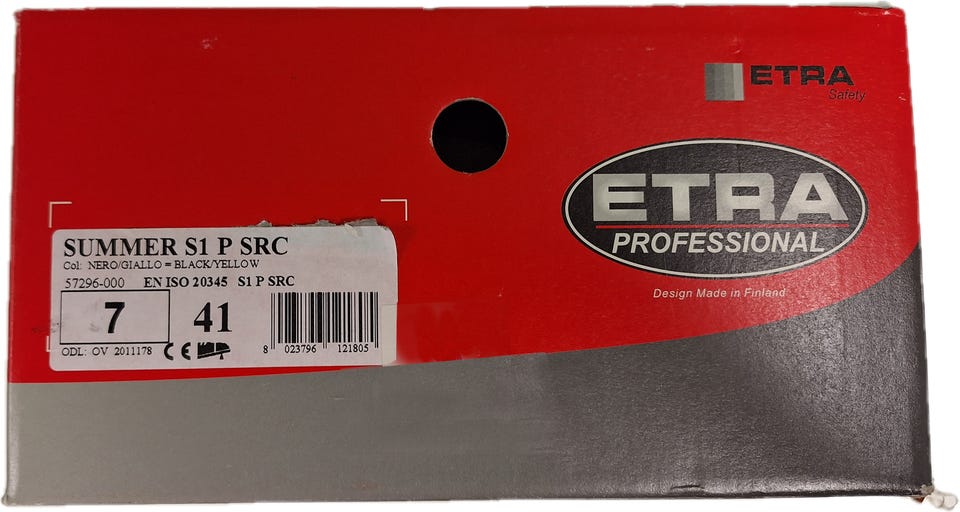 ETRA
Safety
ETRA
PROFESSIONAL
Design Made in Finland
SUMMER S1 P SRC
Col: NERO/GIALLO = BLACK/YELLOW
57296-000 EN ISO 20345 S1 P SRC
7 41
ODL: OV 2011178 CE
8 023796 121805